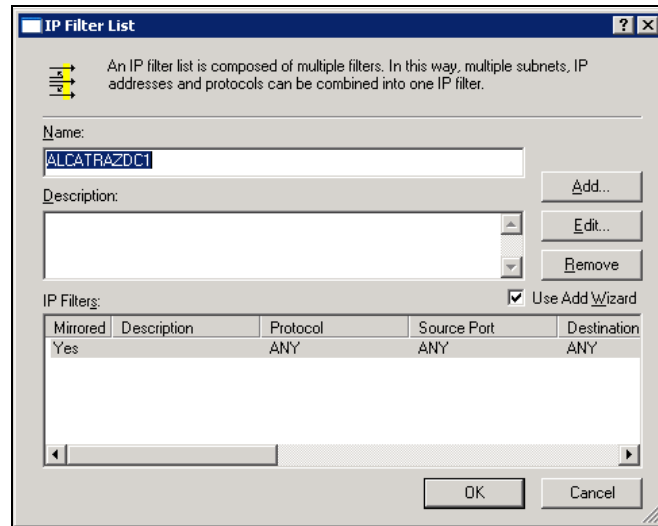 IP Filter List
An IP filter list is composed of multiple filters. In this way, multiple subnets, IP
addresses and protocols can be combined into one IP filter.
Name:
ALCATRAZDC1
Add...
Description:
Edit...
Remove
IP Filters:
Use Add Wizard
Mirrored Description Protocol Source Port Destination
Yes ANY ANY ANY
OK Cancel